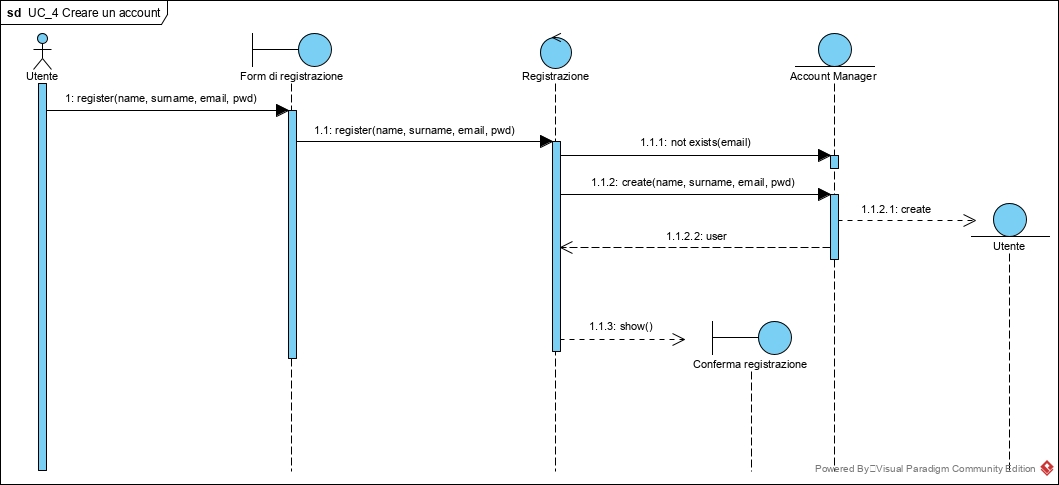 sd UC_4 Creare un account
Utente
Form di registrazione
Registrazione
Account Manager
1: register(name, surname, email, pwd)
1.1: register(name, surname, email, pwd)
1.1.1: not exists(email)
1.1.2: create(name, surname, email, pwd)
1.1.2.1: create
1.1.2.2: user
Utente
1.1.3: show()
Conferma registrazione
Powered By Visual Paradigm Community Edition